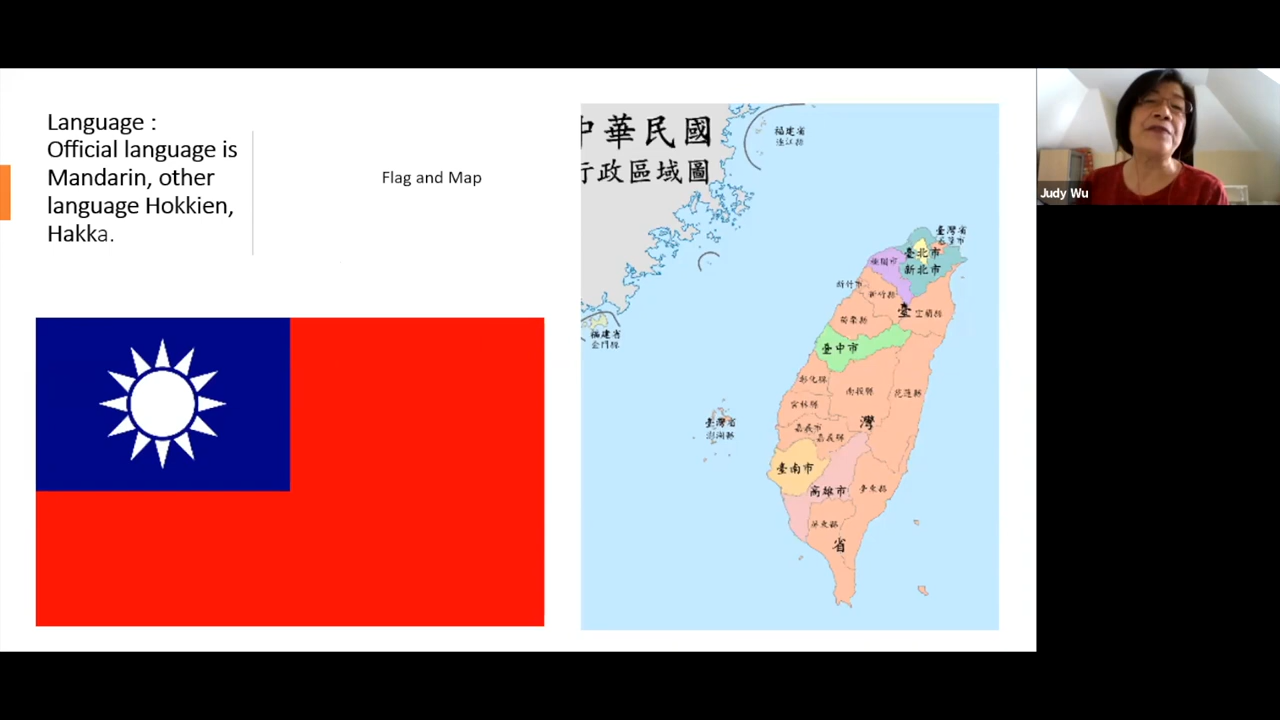 Language :
Official language is
Mandarin, other
language Hokkien,
Hakka.
Flag and Map
中華民國
行政區域圖
福建省
連江縣
臺灣省
基隆市
臺北市
新北市
桃園市
新竹市
新竹縣
臺
宜蘭縣
苗栗縣
福建省
金門縣
臺中市
彰化縣
南投縣
花蓮縣
雲林縣
臺灣省
澎湖縣
灣
嘉義市
嘉義縣
臺南市
高雄市
臺東縣
屏東縣
省
Judy Wu